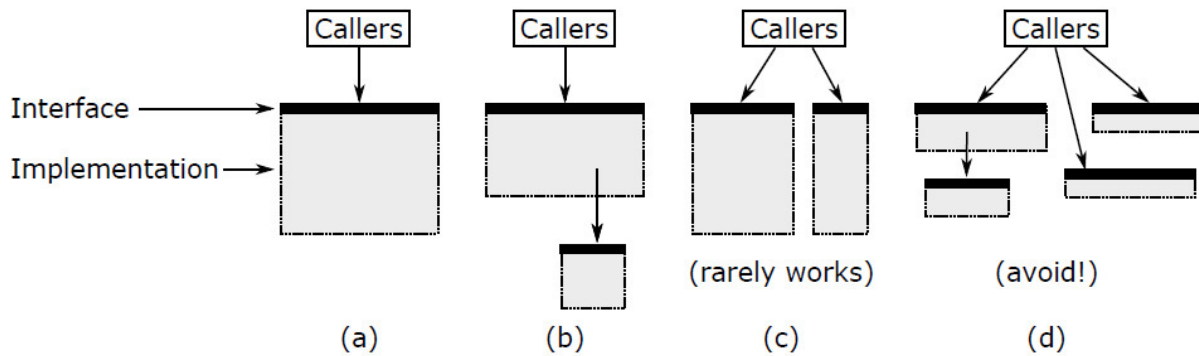 Callers
Callers
Callers
Callers
Interface
Implementation
(rarely works)
(avoid!)
(a)
(b)
(c)
(d)